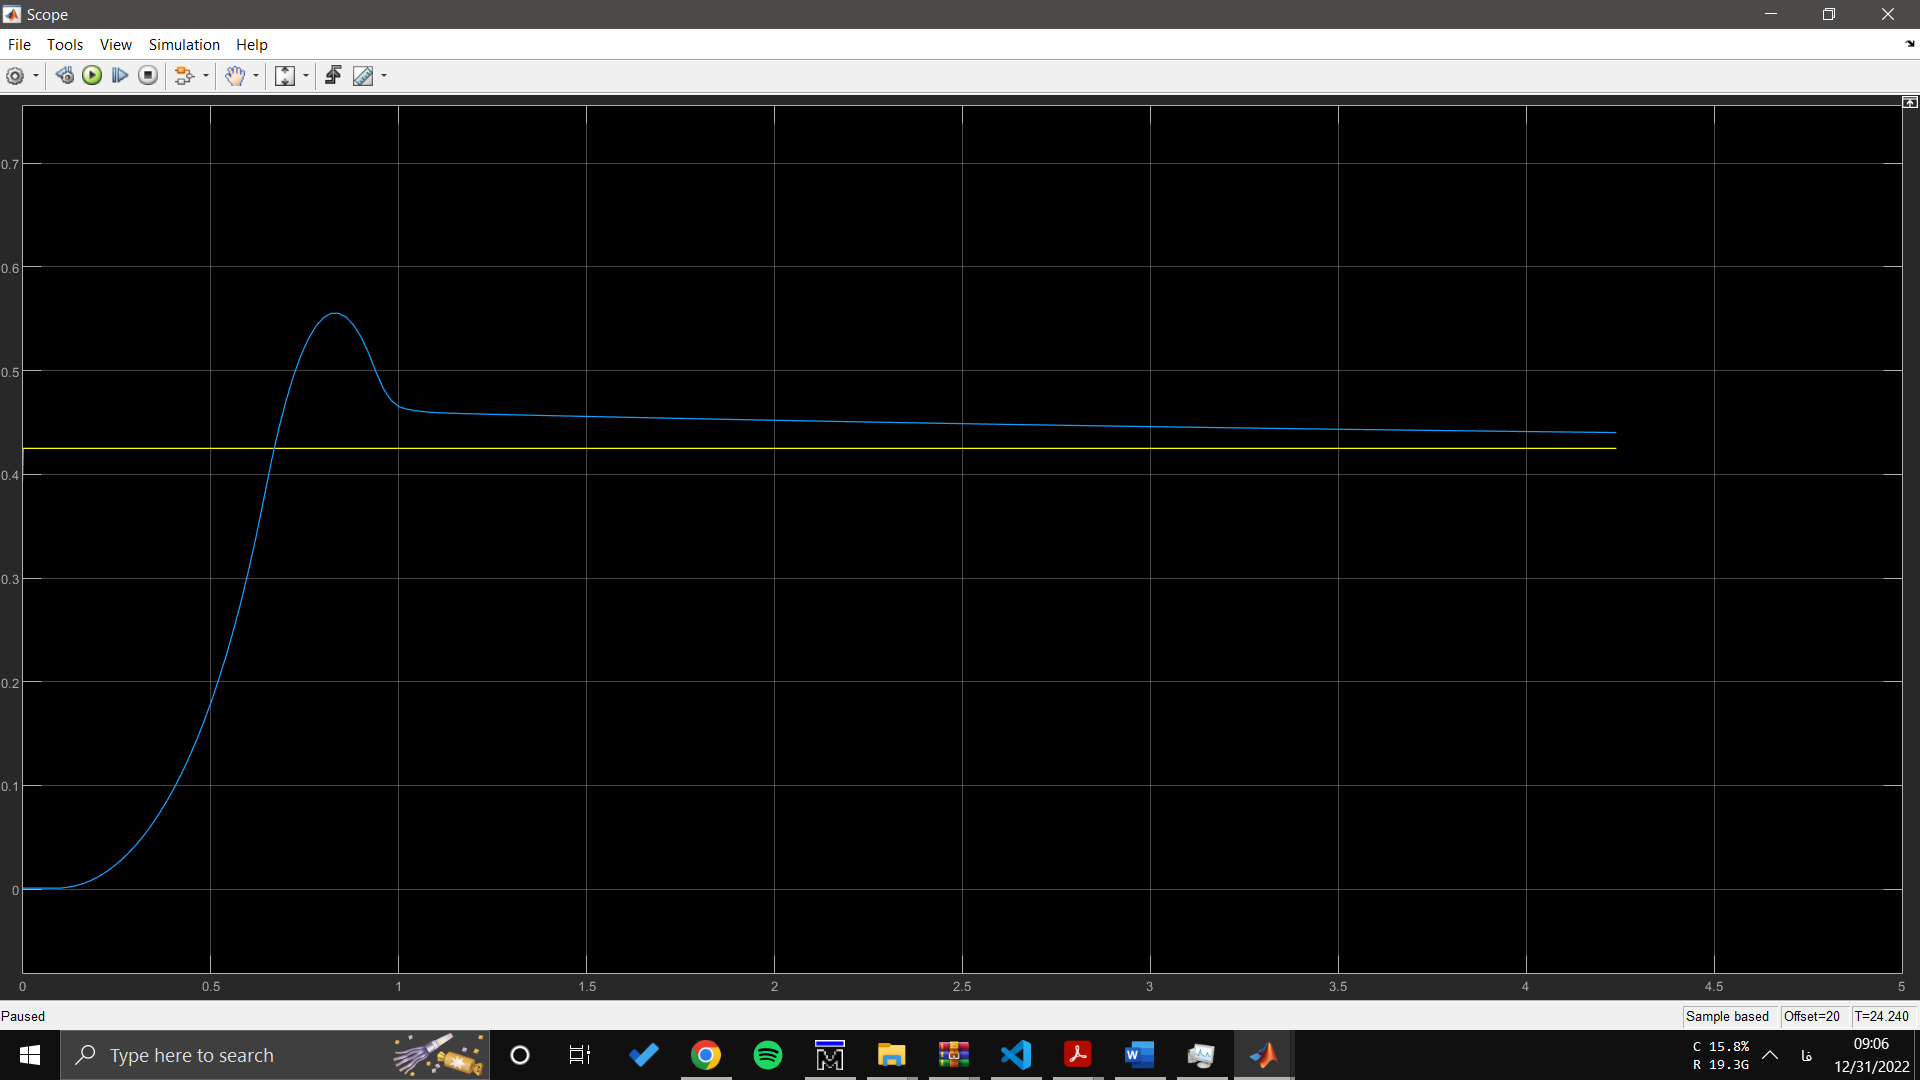 Scope
File Tools View Simulation Help
0.7
0.6
0.5
0.4
0.3
0.2
0.1
0
0 0.5 1 1.5 2 2.5 3 3.5 4 4.5 5
Paused Sample based Offset=20 T=24.240
Type here to search
C 15.8%
R 19.3G
فا
09:06
12/31/2022